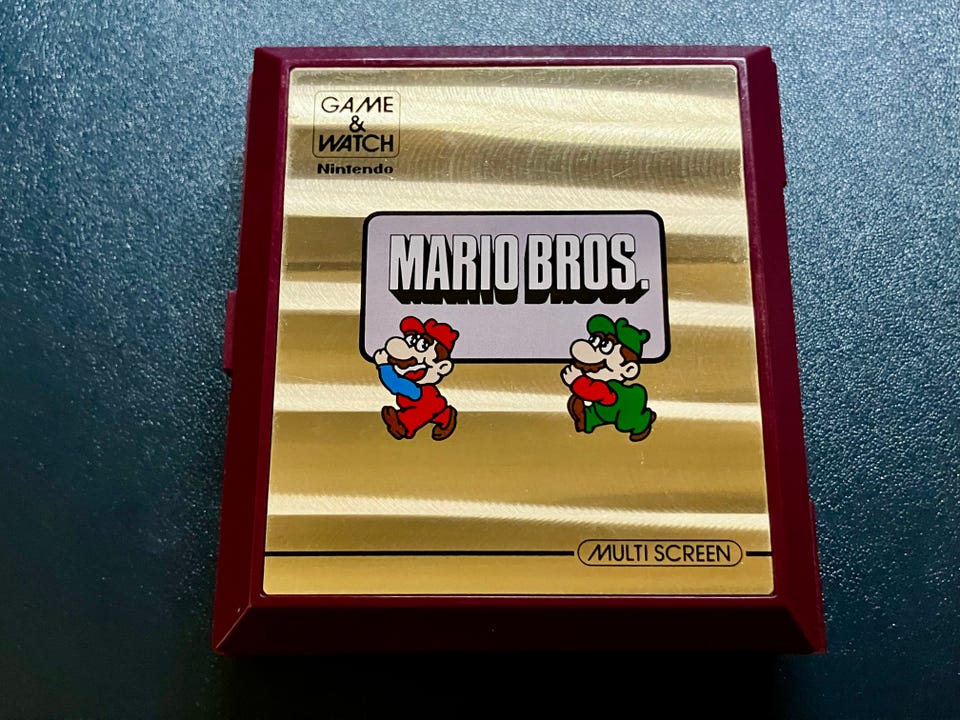 GAME
&
WATCH
Nintendo
MARIO BROS.
MULTI SCREEN